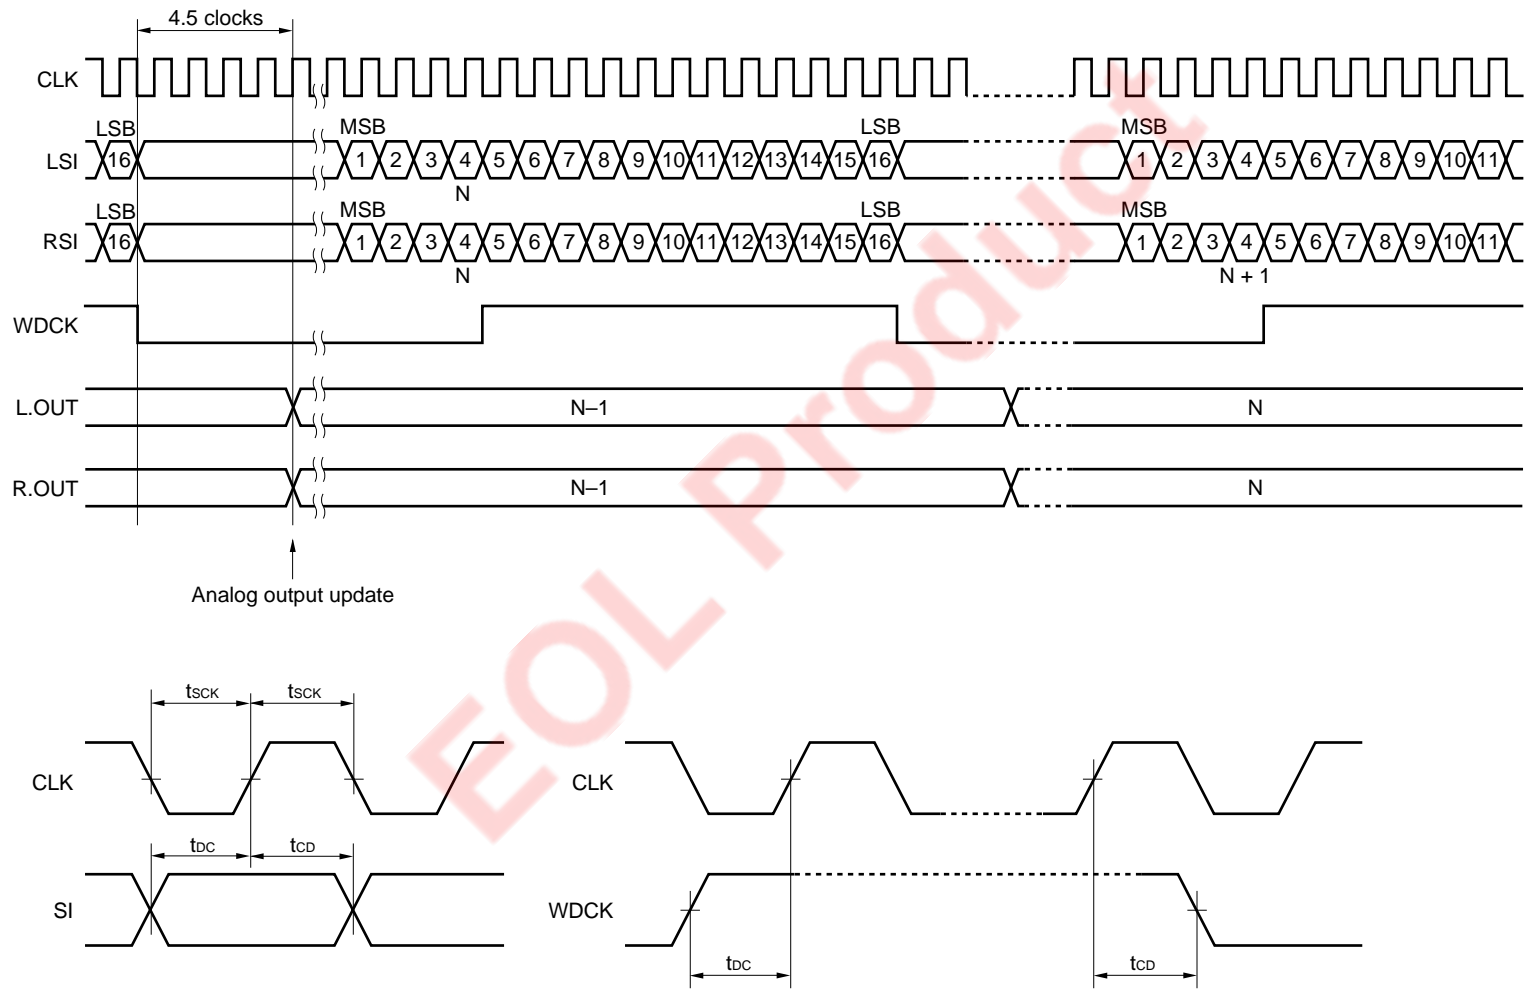 4.5 clocks
CLK
LSB MSB LSB MSB
LSI 16 1 2 3 4 5 6 7 8 9 10 11 12 13 14 15 16 1 2 3 4 5 6 7 8 9 10 11
N
LSB MSB LSB MSB
RSI 16 1 2 3 4 5 6 7 8 9 10 11 12 13 14 15 16 1 2 3 4 5 6 7 8 9 10 11
N N + 1
WDCK
L.OUT N–1 N
R.OUT N–1 N
Analog output update
EOL Product
tSCK tSCK
CLK CLK
tDC tCD
SI WDCK
tDC tCD